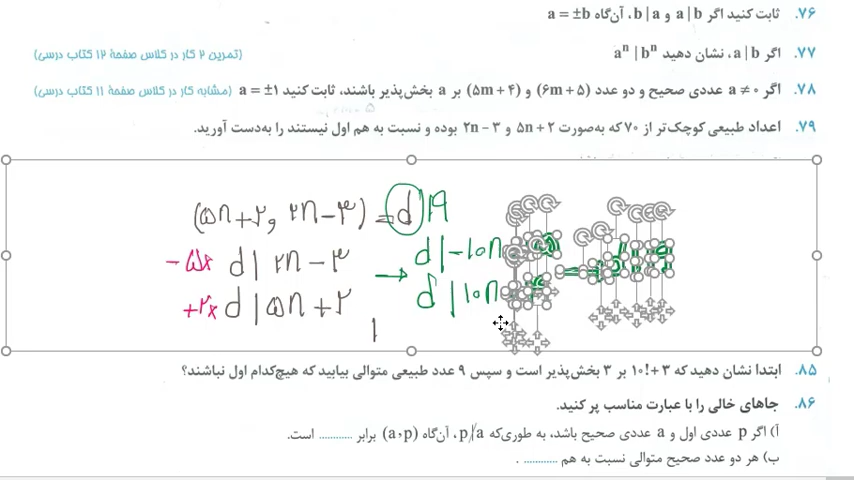 ۷۶. ثابت کنید اگر a | b و b | a، آن‌گاه a = ±b
۷۷. اگر a | b، نشان دهید aⁿ | bⁿ (تمرین ۲ کار در کلاس صفحهٔ ۱۲ کتاب درسی)
۷۸. اگر a ≠ ۰ عددی صحیح و دو عدد (۶m + ۵) و (۵m + ۴) بر a بخش‌پذیر باشند، ثابت کنید a = ±۱ (مشابه کار در کلاس صفحهٔ ۱۱ کتاب درسی)
۷۹. اعداد طبیعی کوچک‌تر از ۷۰ که به‌صورت ۵n + ۲ و ۲n − ۳ بوده و نسبت به هم اول نیستند را به‌دست آورید.
(۵n+۲, ۲n−۳) = d | ۱۹
−۵× d | ۲n − ۳ → d | −۱۰n
+۲× d | ۵n + ۲ d | ۱۰n
۸۵. ابتدا نشان دهید که ۳ + !۱۰ بر ۳ بخش‌پذیر است و سپس ۹ عدد طبیعی متوالی بیابید که هیچ‌کدام اول نباشند؟
۸۶. جاهای خالی را با عبارت مناسب پر کنید.
آ) اگر p عددی اول و a عددی صحیح باشد، به طوری‌که p∤a، آن‌گاه (a,p) برابر ............ است.
ب) هر دو عدد صحیح متوالی نسبت به هم ............ .